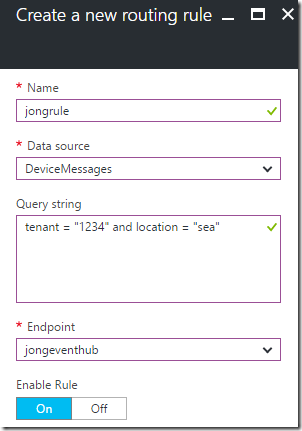 Create a new routing rule
* Name
jongrule
* Data source
DeviceMessages
Query string
tenant = "1234" and location = "sea"
* Endpoint
jongeventhub
Enable Rule
On Off